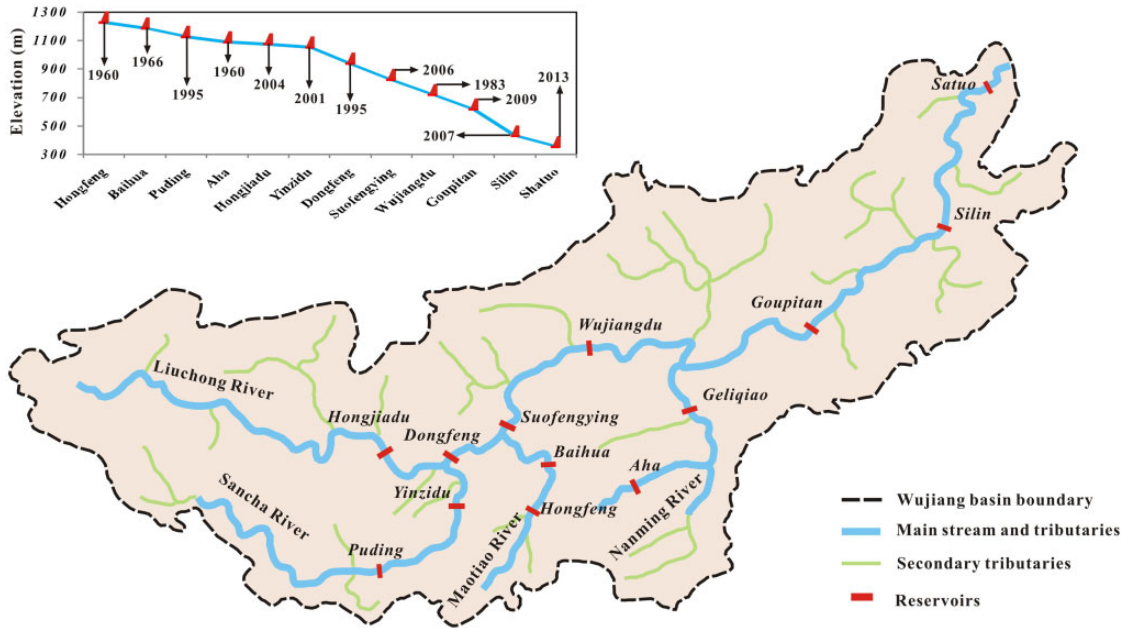 Elevation (m)
1300
1100
900
700
500
300
1960
1966
1995
1960
2004
2001
1995
2006
1983
2009
2007
2013
Hongfeng
Baihua
Puding
Aha
Hongjiadu
Yinzidu
Dongfeng
Suofengying
Wujiangdu
Goupitan
Silin
Shatuo
Satuo
Silin
Goupitan
Wujiangdu
Liuchong River
Geliqiao
Hongjiadu
Suofengying
Dongfeng
Baihua
Aha
Yinzidu
Sancha River
Hongfeng
Nanming River
Puding
Maotiao River
Wujiang basin boundary
Main stream and tributaries
Secondary tributaries
Reservoirs